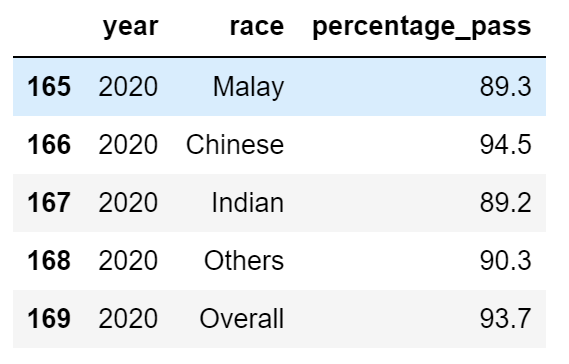 year race percentage_pass
165 2020 Malay 89.3
166 2020 Chinese 94.5
167 2020 Indian 89.2
168 2020 Others 90.3
169 2020 Overall 93.7